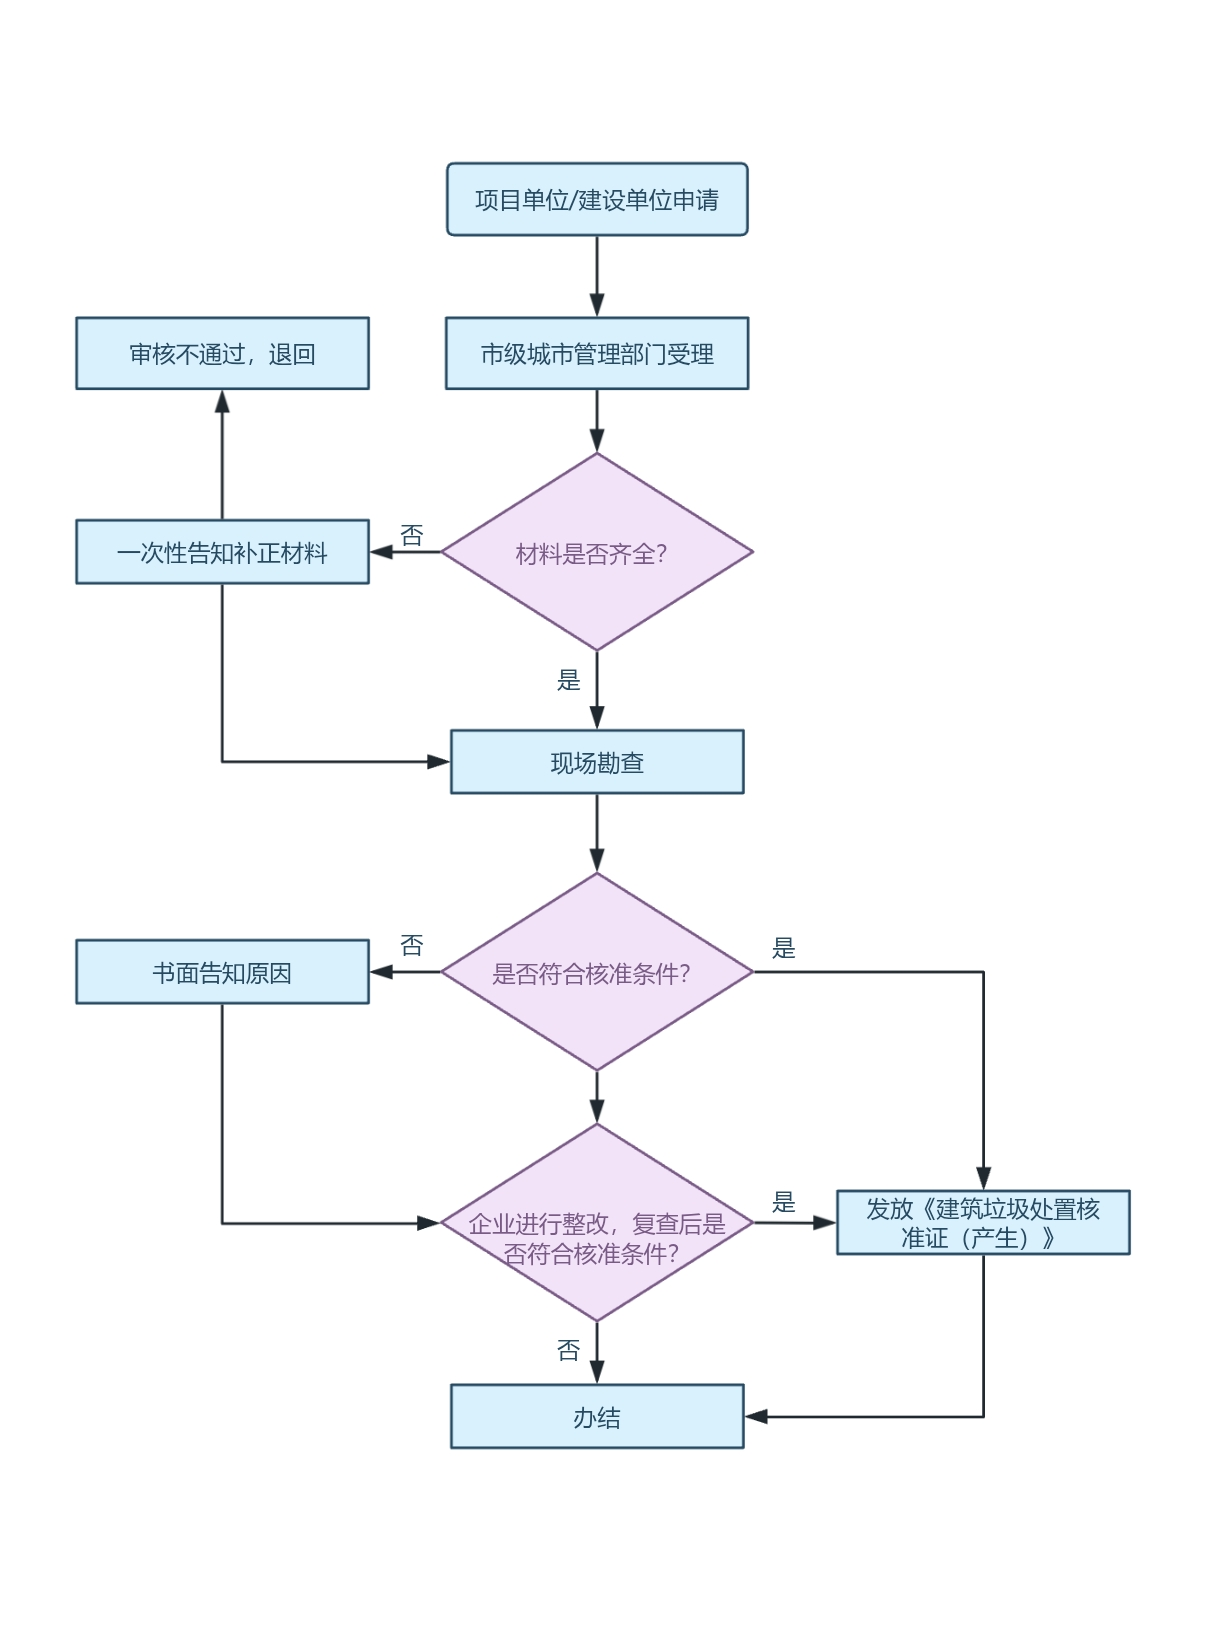 项目单位/建设单位申请
审核不通过，退回
市级城市管理部门受理
一次性告知补正材料
否
材料是否齐全？
是
现场勘查
书面告知原因
否
是否符合核准条件？
是
企业进行整改，复查后是
否符合核准条件？
是
发放《建筑垃圾处置核
准证（产生）》
否
办结